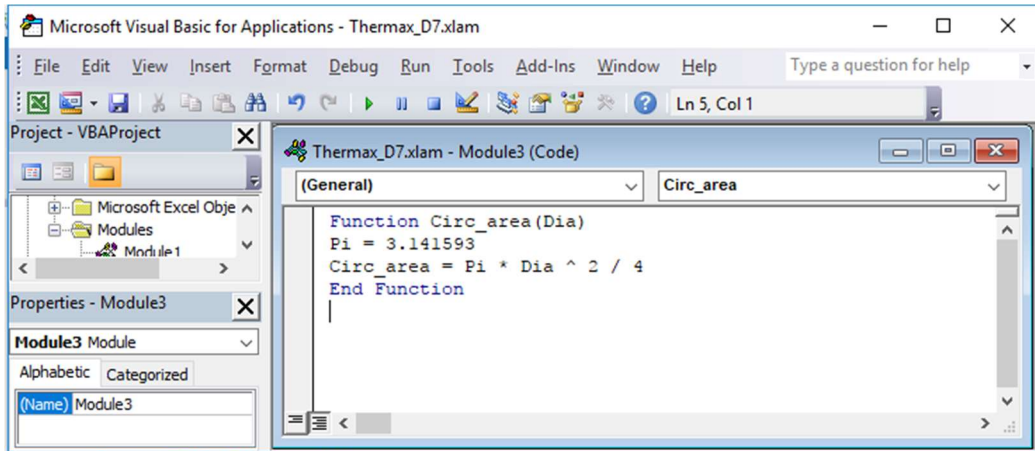 Microsoft Visual Basic for Applications - Thermax_D7.xlam
File Edit View Insert Format Debug Run Tools Add-Ins Window Help Type a question for help
Ln 5, Col 1
Project - VBAProject
Microsoft Excel Obje
Modules
Module1
Properties - Module3
Module3 Module
Alphabetic Categorized
(Name) Module3
Thermax_D7.xlam - Module3 (Code)
(General) Circ_area
Function Circ_area(Dia)
Pi = 3.141593
Circ_area = Pi * Dia ^ 2 / 4
End Function